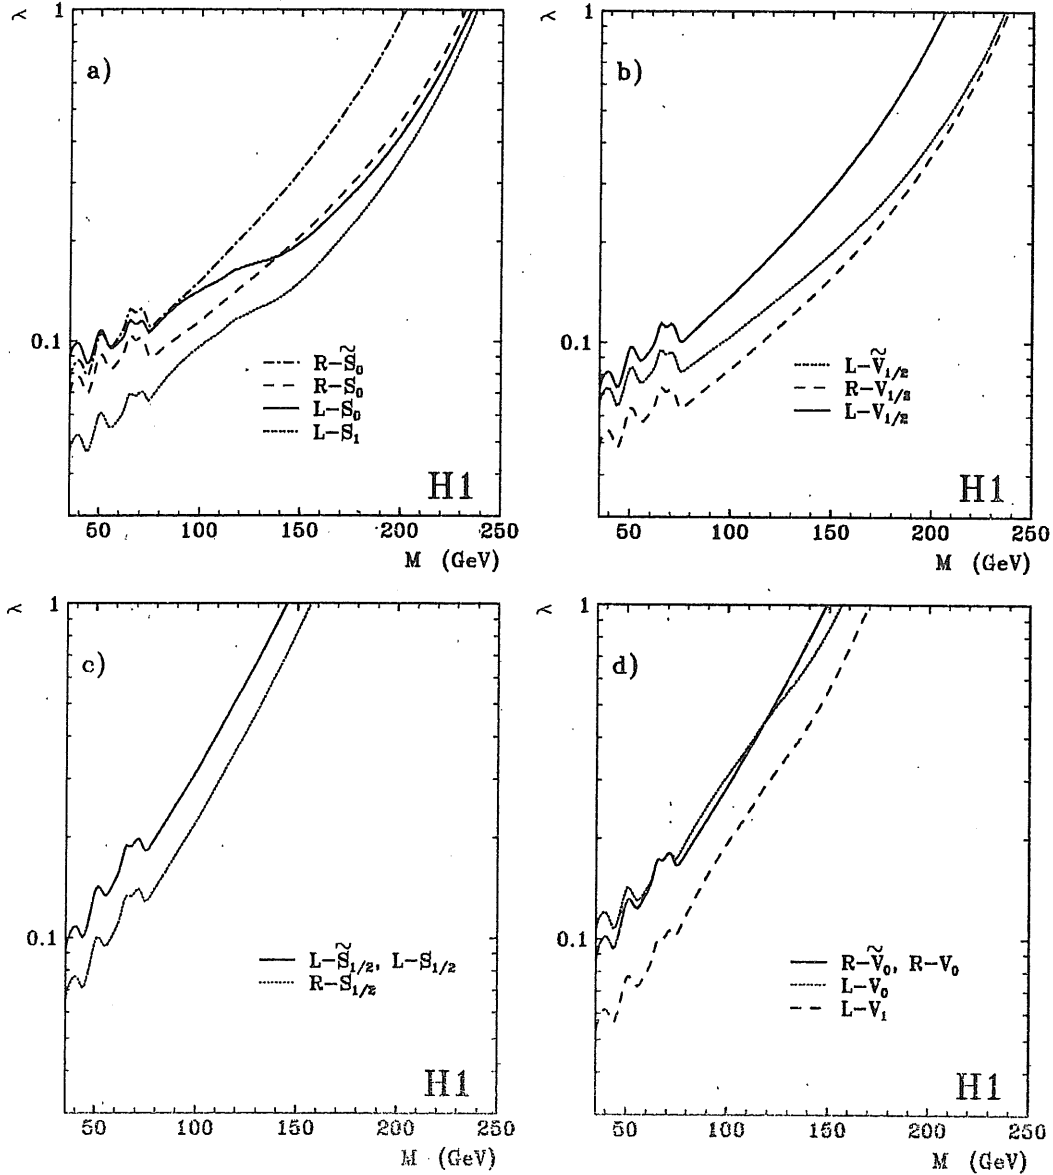 λ
1
a)
0.1
R–S̃₀
R–S₀
L–S₀
L–S₁
H1
50 100 150 200 250
M (GeV)
λ
1
b)
0.1
L–Ṽ₁/₂
R–V₁/₂
L–V₁/₂
H1
50 100 150 200 250
M (GeV)
λ
1
c)
0.1
L–S̃₁/₂, L–S₁/₂
R–S₁/₂
H1
50 100 150 200 250
M (GeV)
λ
1
d)
0.1
R–Ṽ₀, R–V₀
L–V₀
L–V₁
H1
50 100 150 200 250
M (GeV)